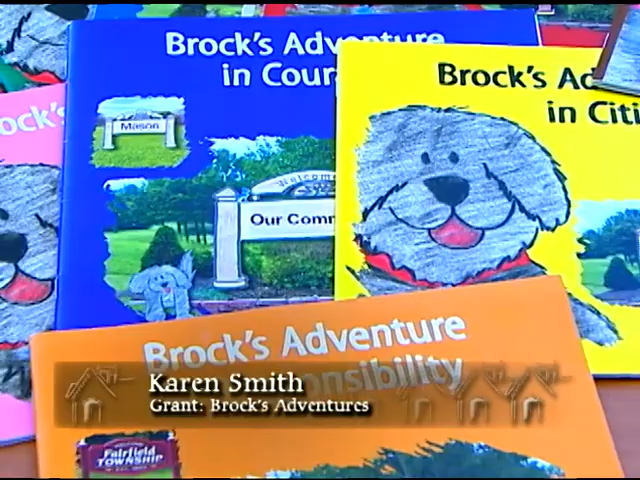 Brock's Adventure
in Cour
Mason
Welcome
Our Comm
Brock's Ad
in Citi
ock's
Brock's Adventure
onsibility
Karen Smith
Grant: Brock's Adventures
Fairfield
TOWNSHIP